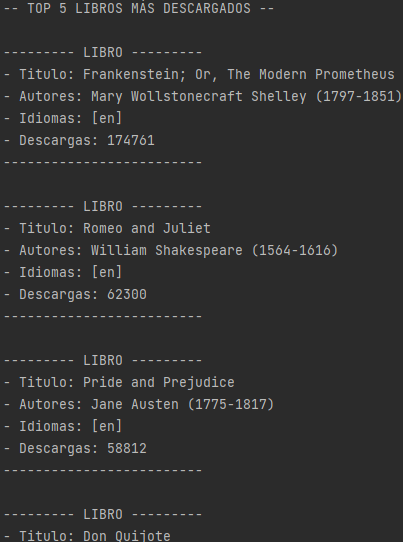 -- TOP 5 LIBROS MÁS DESCARGADOS --
--------- LIBRO ---------
- Titulo: Frankenstein; Or, The Modern Prometheus
- Autores: Mary Wollstonecraft Shelley (1797-1851)
- Idiomas: [en]
- Descargas: 174761
-------------------------
--------- LIBRO ---------
- Titulo: Romeo and Juliet
- Autores: William Shakespeare (1564-1616)
- Idiomas: [en]
- Descargas: 62300
-------------------------
--------- LIBRO ---------
- Titulo: Pride and Prejudice
- Autores: Jane Austen (1775-1817)
- Idiomas: [en]
- Descargas: 58812
-------------------------
--------- LIBRO ---------
- Titulo: Don Quijote